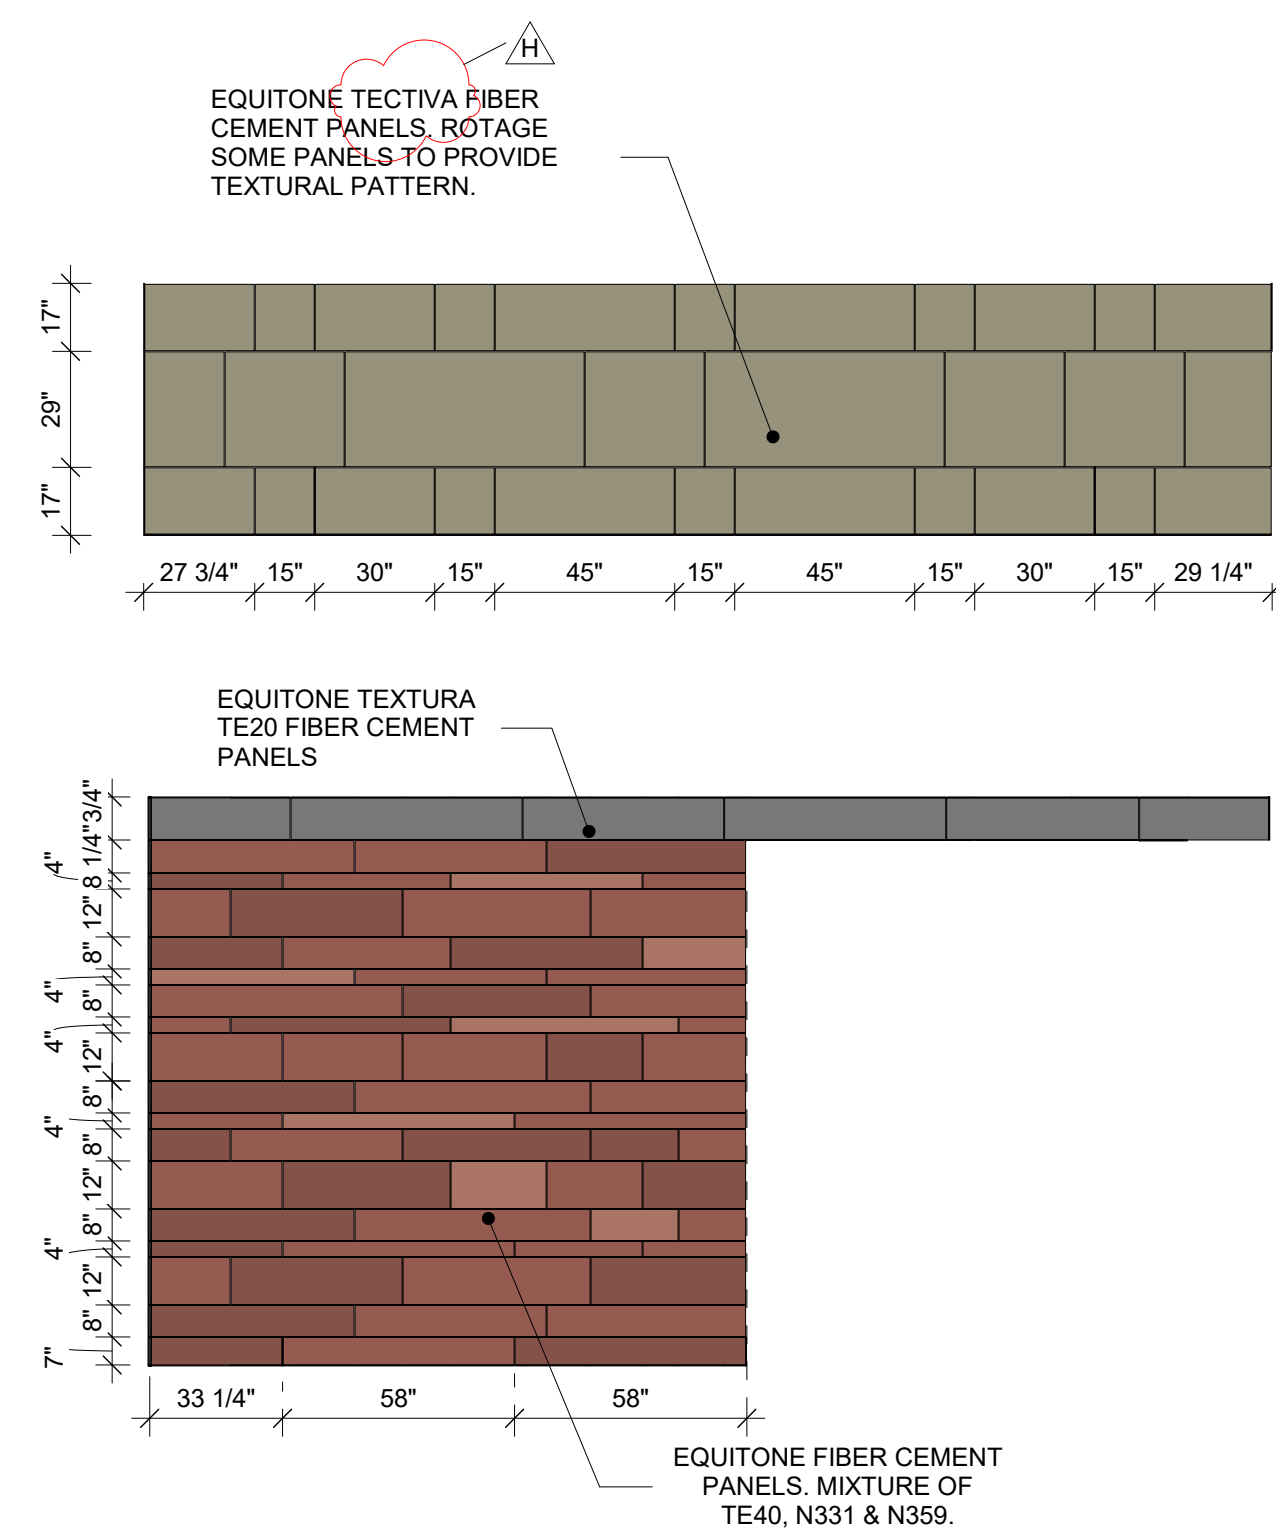 H
EQUITONE TECTIVA FIBER
CEMENT PANELS. ROTAGE
SOME PANELS TO PROVIDE
TEXTURAL PATTERN.
17"
29"
17"
27 3/4" 15" 30" 15" 45" 15" 45" 15" 30" 15" 29 1/4"
EQUITONE TEXTURA
TE20 FIBER CEMENT
PANELS
3/4"
8 1/4"
4"
12"
8"
4"
8"
4"
12"
8"
4"
8"
12"
8"
4"
12"
8"
7"
33 1/4" 58" 58"
EQUITONE FIBER CEMENT
PANELS. MIXTURE OF
TE40, N331 & N359.